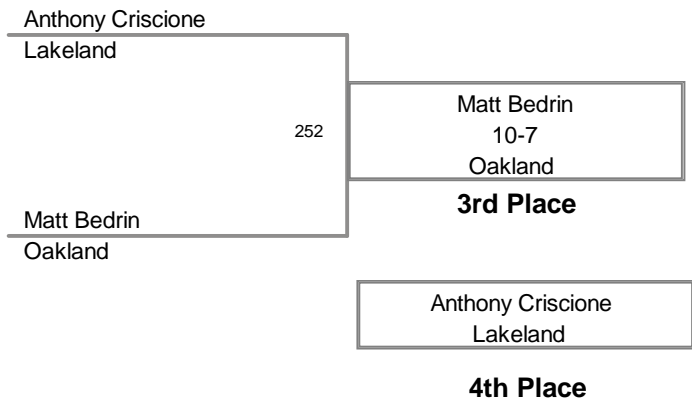 Anthony Criscione
Lakeland
252
Matt Bedrin
10-7
Oakland
3rd Place
Matt Bedrin
Oakland
Anthony Criscione
Lakeland
4th Place